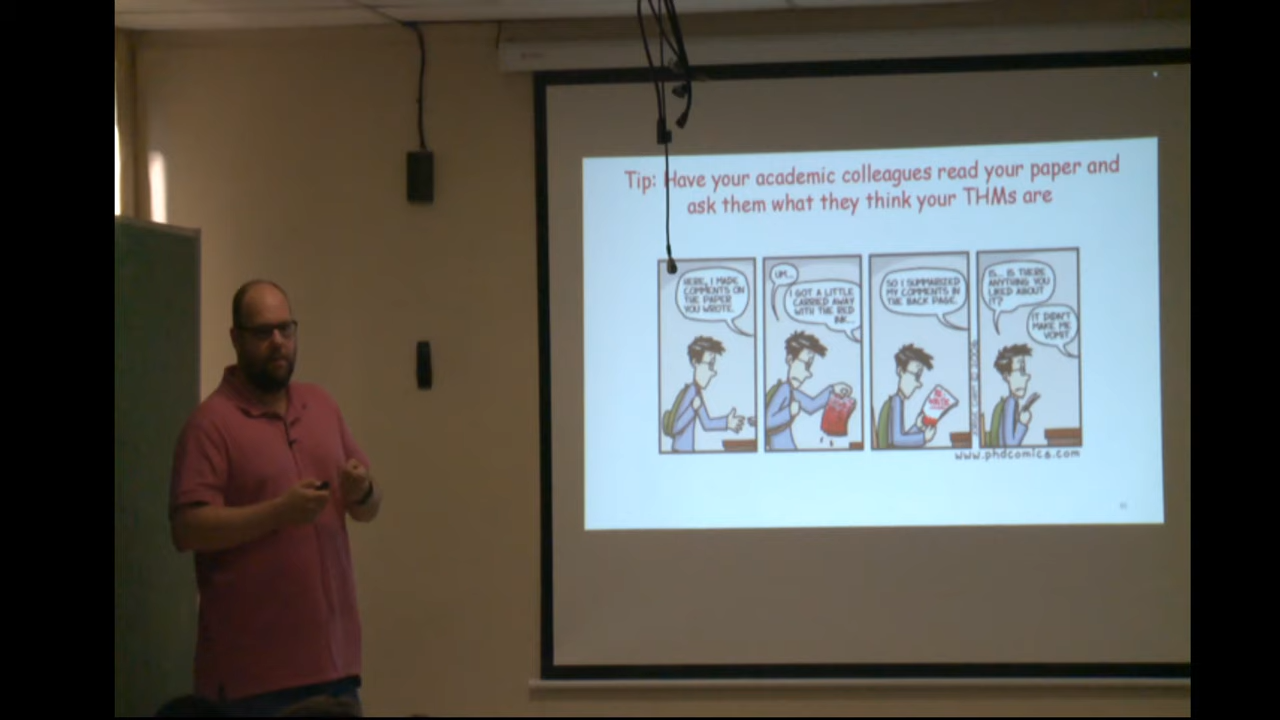 Tip: Have your academic colleagues read your paper and
ask them what they think your THMs are
HERE, I MADE
COMMENTS ON
THE PAPER
YOU WROTE.
UM...
I GOT A LITTLE
CARRIED AWAY
WITH THE RED
INK...
SO I SUMMARIZED
MY COMMENTS IN
THE BACK PAGE.
IS... IS THERE
ANYTHING YOU
LIKED ABOUT
IT?
IT DIDN'T
MAKE ME
VOMIT.
www.phdcomics.com